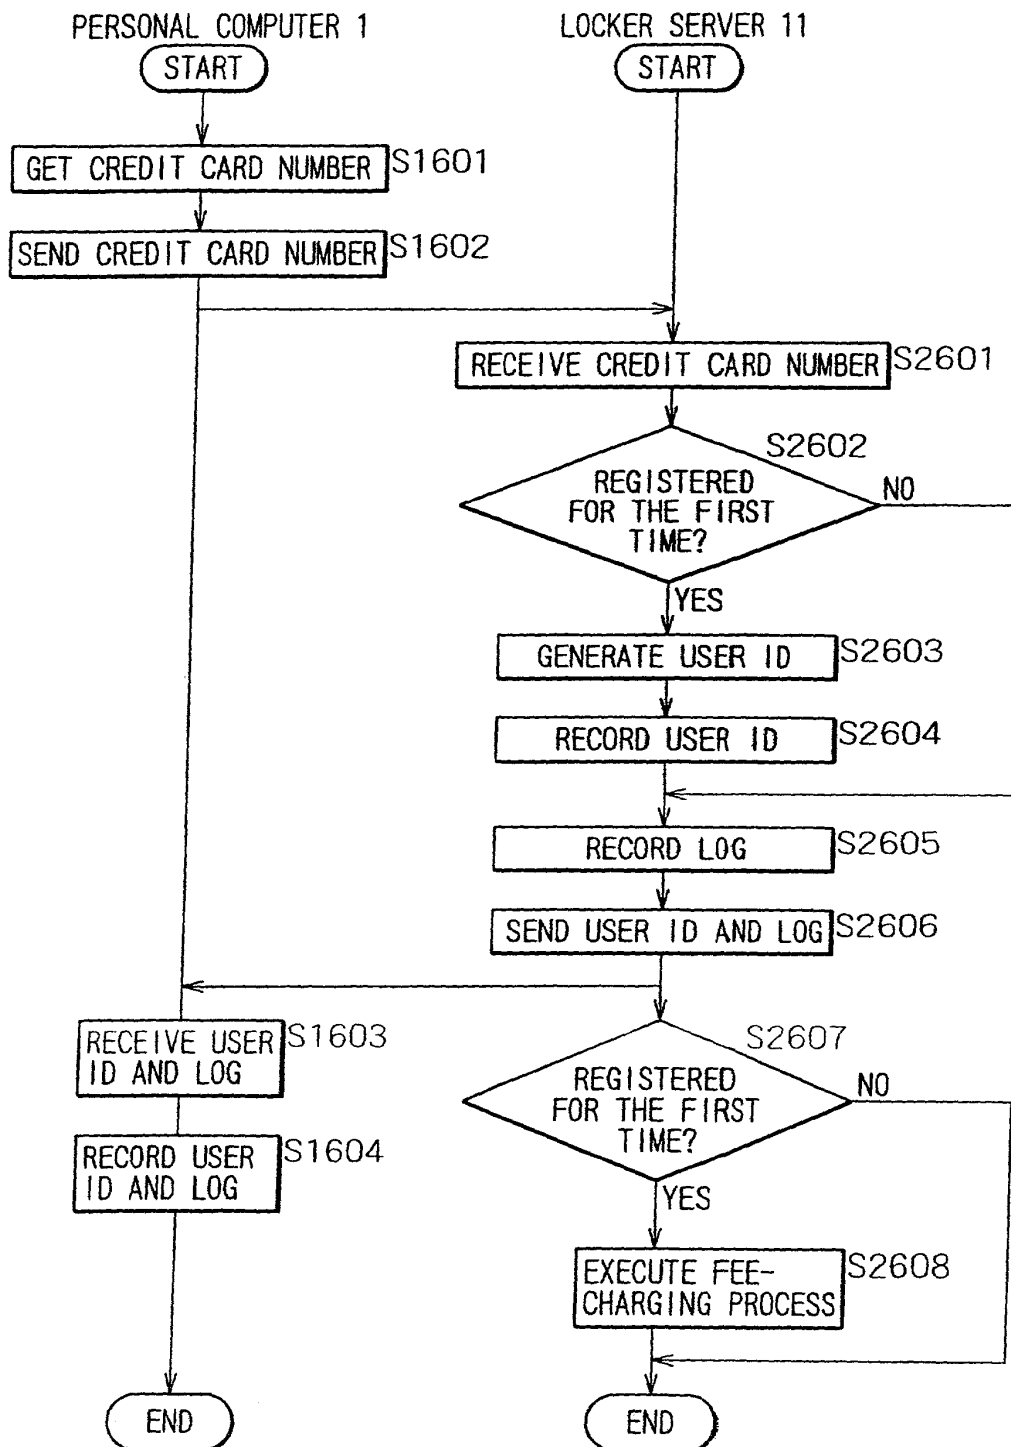 PERSONAL COMPUTER 1
LOCKER SERVER 11
START
START
GET CREDIT CARD NUMBER
S1601
SEND CREDIT CARD NUMBER
S1602
RECEIVE CREDIT CARD NUMBER
S2601
S2602
REGISTERED
FOR THE FIRST
TIME?
NO
YES
GENERATE USER ID
S2603
RECORD USER ID
S2604
RECORD LOG
S2605
SEND USER ID AND LOG
S2606
RECEIVE USER
ID AND LOG
S1603
S2607
REGISTERED
FOR THE FIRST
TIME?
NO
RECORD USER
ID AND LOG
S1604
YES
EXECUTE FEE-
CHARGING PROCESS
S2608
END
END